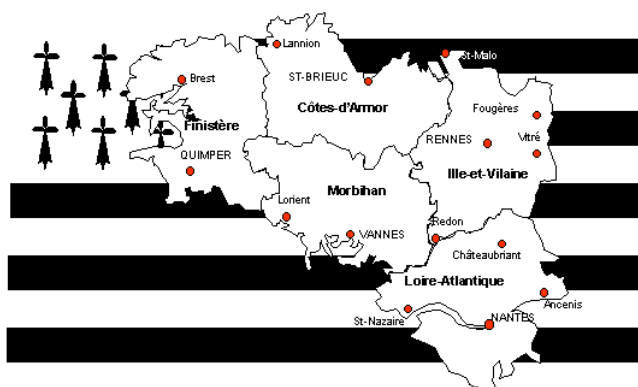 Lannion
St-Malo
Brest
ST-BRIEUC
Côtes-d'Armor
Fougères
Finistère
RENNES
Vitré
QUIMPER
Ille-et-Vilaine
Morbihan
Lorient
Redon
VANNES
Châteaubriant
Loire-Atlantique
Ancenis
St-Nazaire
NANTES